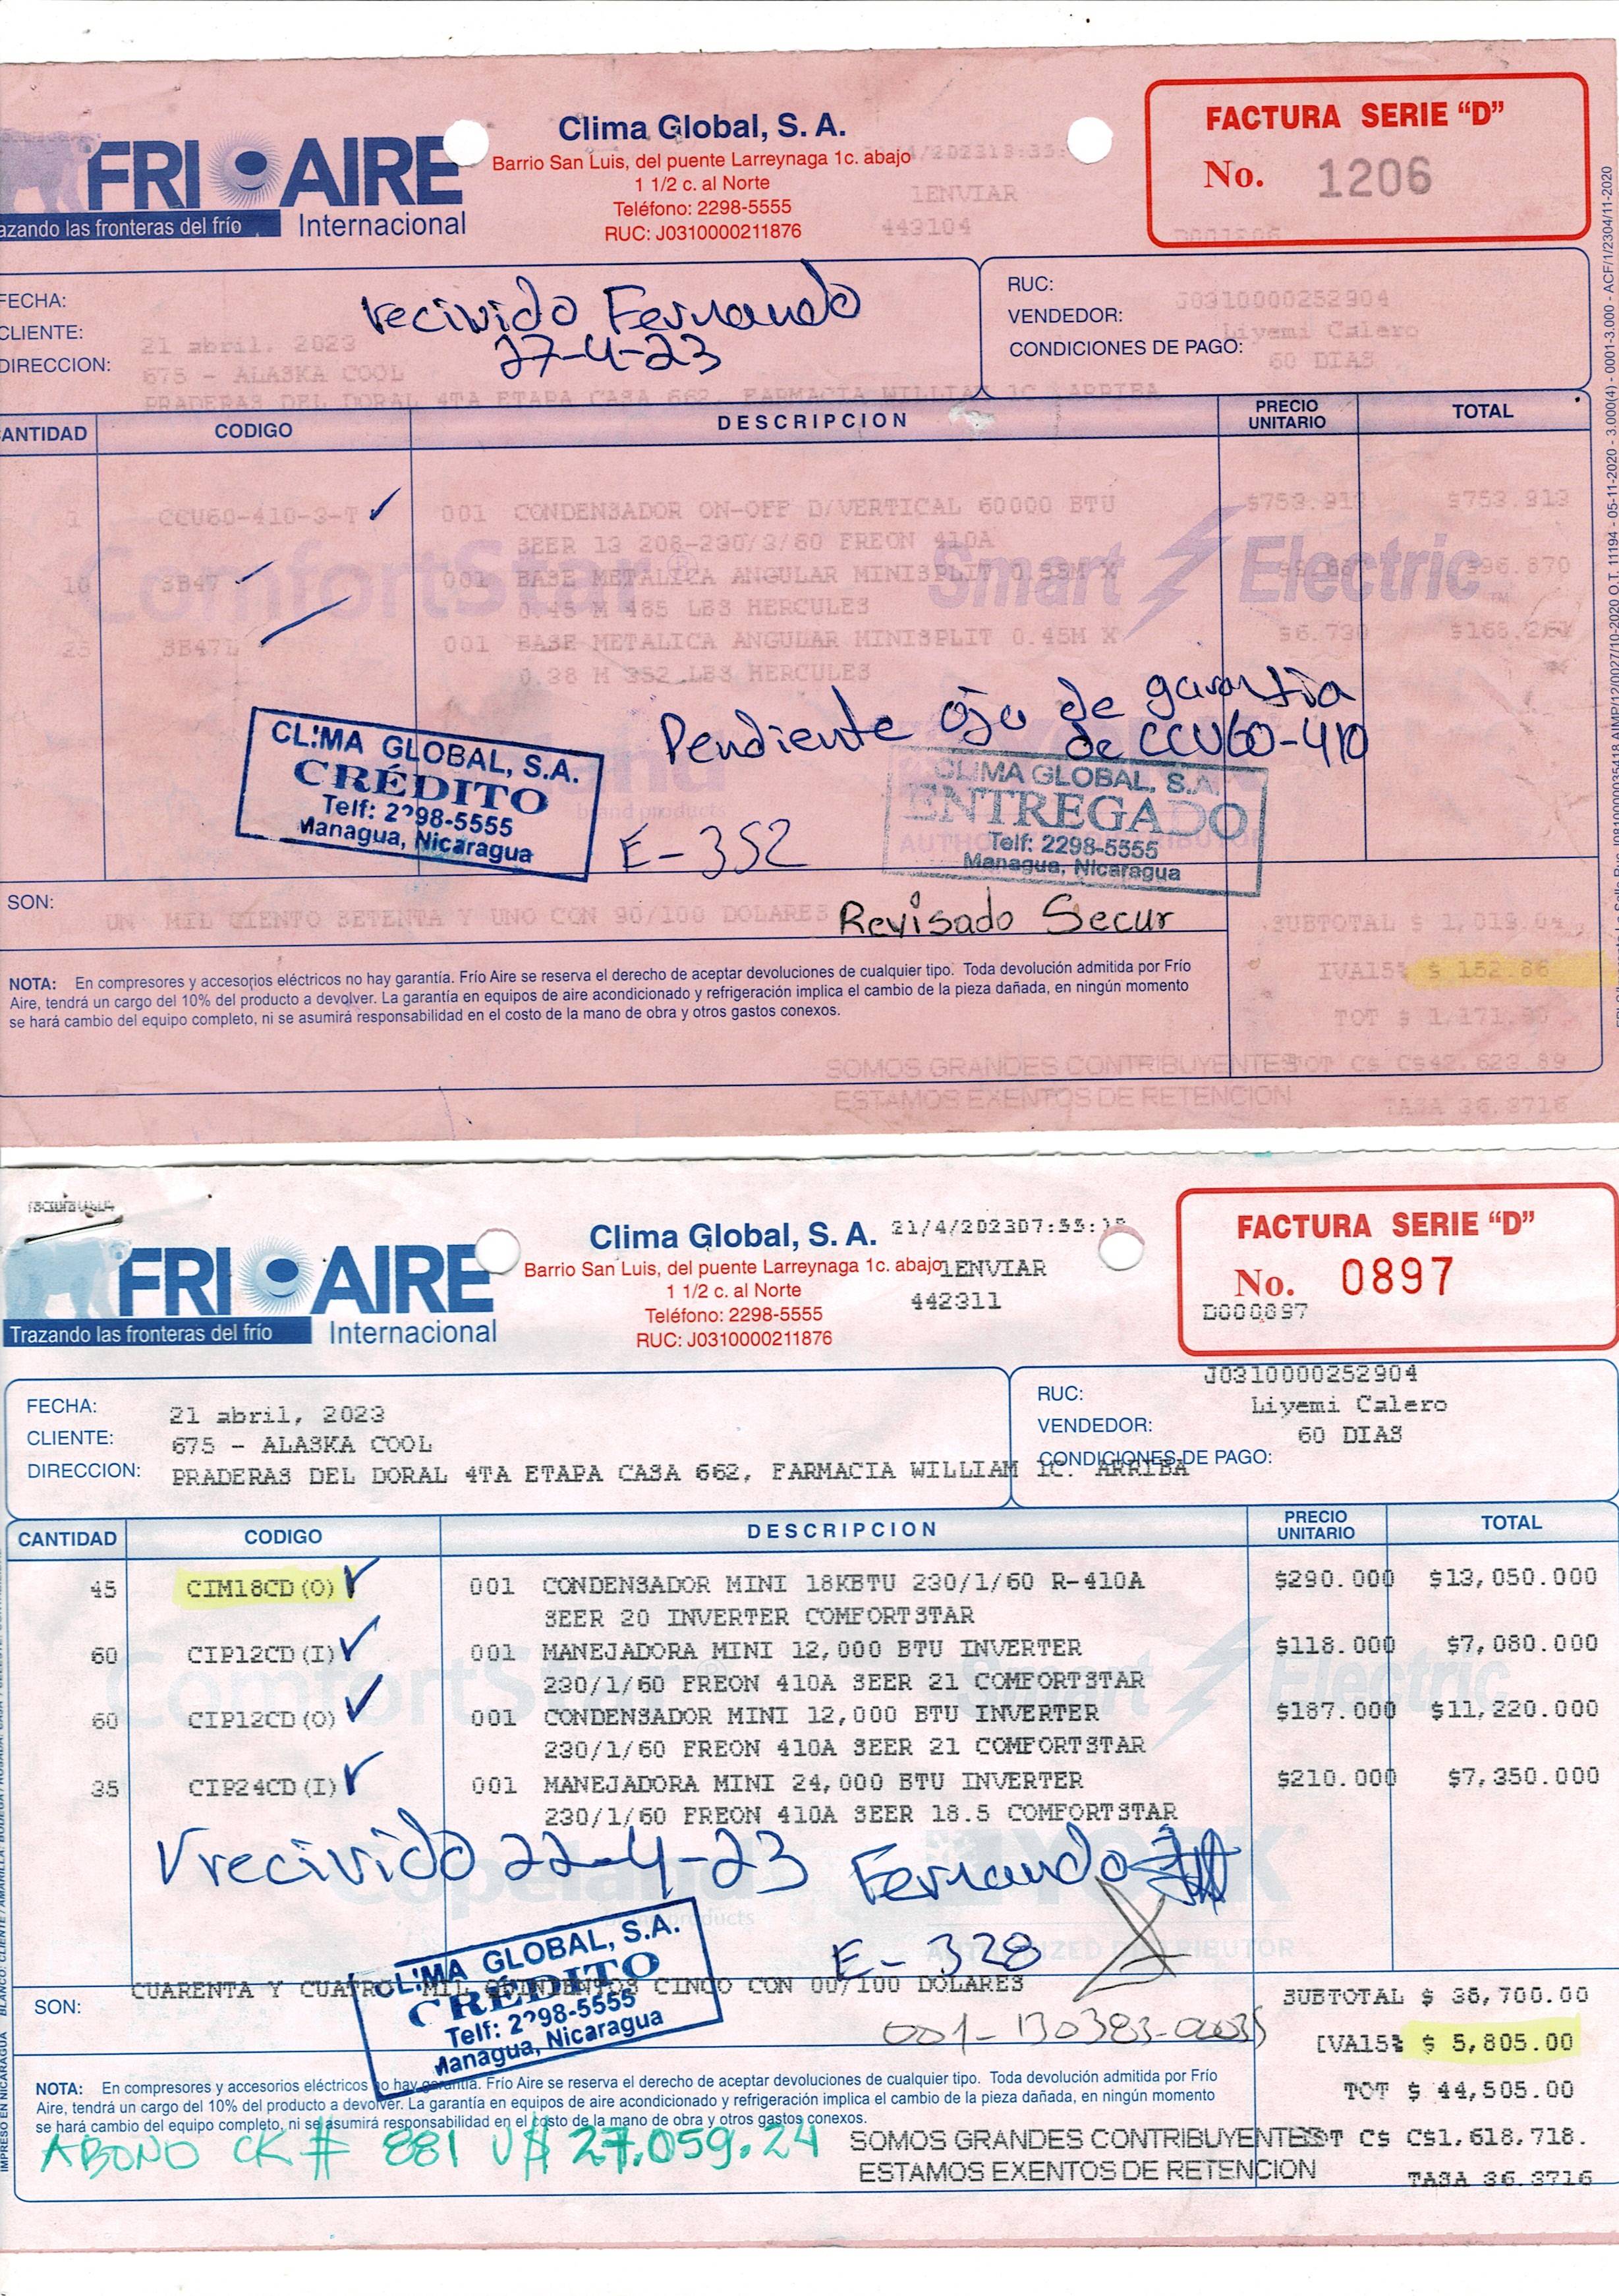 FRIOAIRE
azando las fronteras del frío
Internacional
Clima Global, S. A.
Barrio San Luis, del puente Larreynaga 1c. abajo
1 1/2 c. al Norte
Teléfono: 2298-5555
RUC: J0310000211876
1ENVIAR
443104
FACTURA SERIE “D”
No. 1206
D001206
FECHA:
CLIENTE:
DIRECCION:
recivido Fernando
27-4-23
21 abril, 2023
675 - ALASKA COOL
PRADERAS DEL DORAL 4TA ETAPA CASA 662, FARMACIA WILLIAM 1C. ARRIBA
RUC: J0310000252904
VENDEDOR: Liyemi Calero
CONDICIONES DE PAGO: 60 DIAS
CANTIDAD CODIGO DESCRIPCION PRECIO UNITARIO TOTAL
1 CCU60-410-3-T 001 CONDENSADOR ON-OFF D/VERTICAL 60000 BTU $753.913 $753.913
SEER 13 208-230/3/60 FREON 410A
10 SB47 001 BASE METALICA ANGULAR MINISPLIT 0.55M X $96.870
0.45 M 485 LBS HERCULES
25 SB47L 001 BASE METALICA ANGULAR MINISPLIT 0.45M X $6.730 $168.261
0.38 M 352 LBS HERCULES
ComfortStar®
Smart Electric
Pendiente ojo de garantia
de CCU60-410
CLIMA GLOBAL, S.A.
CRÉDITO
Telf: 2298-5555
Managua, Nicaragua
brand products
E-352
CLIMA GLOBAL, S.A.
ENTREGADO
Telf: 2298-5555
Managua, Nicaragua
SON: UN MIL CIENTO SETENTA Y UNO CON 90/100 DOLARES
Revisado Secur
SUBTOTAL $ 1,019.04
IVA15% $ 152.86
TOT $ 1,171.90
TOT C$ C$42,623.89
TASA 36.3716
NOTA: En compresores y accesorios eléctricos no hay garantía. Frío Aire se reserva el derecho de aceptar devoluciones de cualquier tipo. Toda devolución admitida por Frío
Aire, tendrá un cargo del 10% del producto a devolver. La garantía en equipos de aire acondicionado y refrigeración implica el cambio de la pieza dañada, en ningún momento
se hará cambio del equipo completo, ni se asumirá responsabilidad en el costo de la mano de obra y otros gastos conexos.
SOMOS GRANDES CONTRIBUYENTES
ESTAMOS EXENTOS DE RETENCION
FRIOAIRE
Trazando las fronteras del frío
Internacional
Clima Global, S. A.
Barrio San Luis, del puente Larreynaga 1c. abajo
1 1/2 c. al Norte
Teléfono: 2298-5555
RUC: J0310000211876
21/4/202307:55:
1ENVIAR
442311
FACTURA SERIE “D”
No. 0897
D000897
FECHA: 21 abril, 2023
CLIENTE: 675 - ALASKA COOL
DIRECCION: PRADERAS DEL DORAL 4TA ETAPA CASA 662, FARMACIA WILLIAM 1C. ARRIBA
RUC: J0310000252904
VENDEDOR: Liyemi Calero
CONDICIONES DE PAGO: 60 DIAS
CANTIDAD CODIGO DESCRIPCION PRECIO UNITARIO TOTAL
45 CIM18CD(O) 001 CONDENSADOR MINI 18KBTU 230/1/60 R-410A $290.000 $13,050.000
SEER 20 INVERTER COMFORTSTAR
60 CIP12CD(I) 001 MANEJADORA MINI 12,000 BTU INVERTER $118.000 $7,080.000
230/1/60 FREON 410A SEER 21 COMFORTSTAR
60 CIP12CD(O) 001 CONDENSADOR MINI 12,000 BTU INVERTER $187.000 $11,220.000
230/1/60 FREON 410A SEER 21 COMFORTSTAR
35 CIP24CD(I) 001 MANEJADORA MINI 24,000 BTU INVERTER $210.000 $7,350.000
230/1/60 FREON 410A SEER 18.5 COMFORTSTAR
ComfortStar®
Smart Electric
recivido 22-4-23 Fernando
Copeland
brand products
YORK
AUTHORIZED DISTRIBUTOR
CLIMA GLOBAL, S.A.
CRÉDITO
Telf: 2298-5555
Managua, Nicaragua
E-328
SON: CUARENTA Y CUATRO MIL QUINIENTOS CINCO CON 00/100 DOLARES
SUBTOTAL $ 38,700.00
IVA15% $ 5,805.00
TOT $ 44,505.00
TOT C$ C$1,618,718.
TASA 36.3716
NOTA: En compresores y accesorios eléctricos no hay garantía. Frío Aire se reserva el derecho de aceptar devoluciones de cualquier tipo. Toda devolución admitida por Frío
Aire, tendrá un cargo del 10% del producto a devolver. La garantía en equipos de aire acondicionado y refrigeración implica el cambio de la pieza dañada, en ningún momento
se hará cambio del equipo completo, ni se asumirá responsabilidad en el costo de la mano de obra y otros gastos conexos.
ABONO CK # 881 U$ 27,059.24
SOMOS GRANDES CONTRIBUYENTES
ESTAMOS EXENTOS DE RETENCION